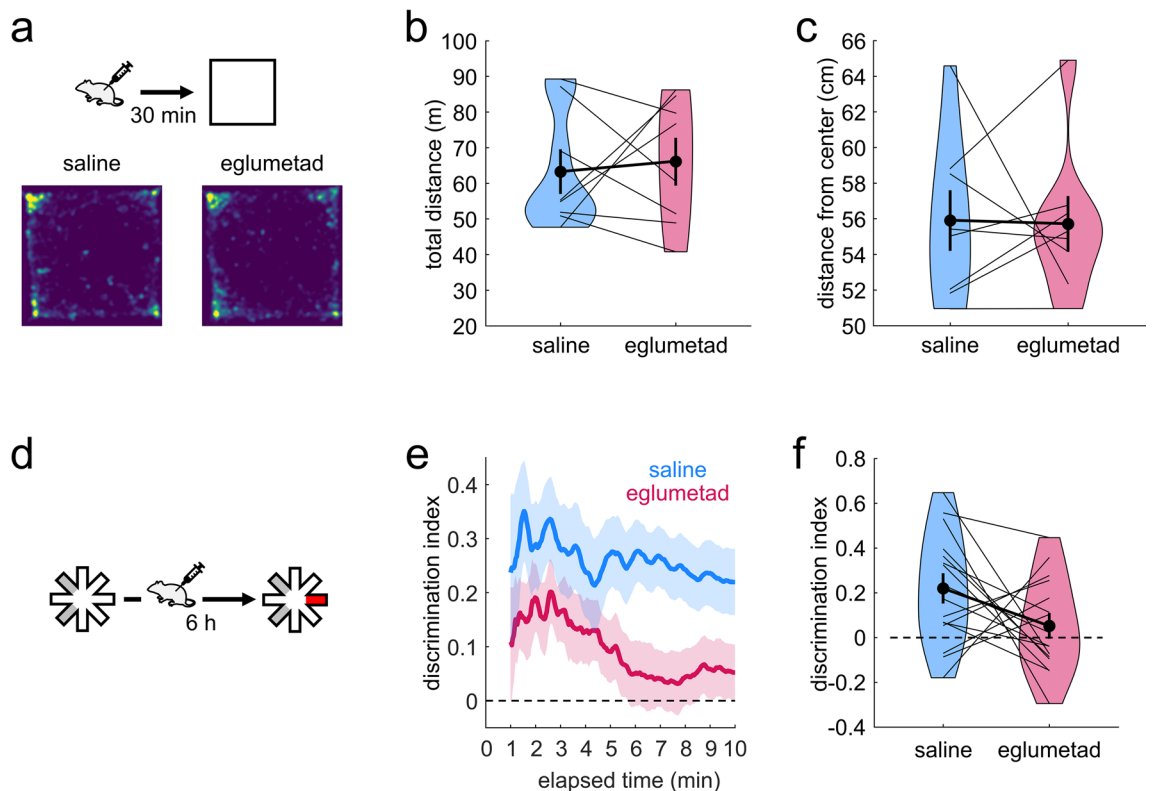 a
30 min
saline
eglumetad
b
100
90
80
70
60
50
40
30
20
total distance (m)
saline
eglumetad
c
66
64
62
60
58
56
54
52
50
distance from center (cm)
saline
eglumetad
d
6 h
e
saline
eglumetad
0.4
0.3
0.2
0.1
0
discrimination index
0 1 2 3 4 5 6 7 8 9 10
elapsed time (min)
f
0.8
0.6
0.4
0.2
0
-0.2
-0.4
discrimination index
saline
eglumetad